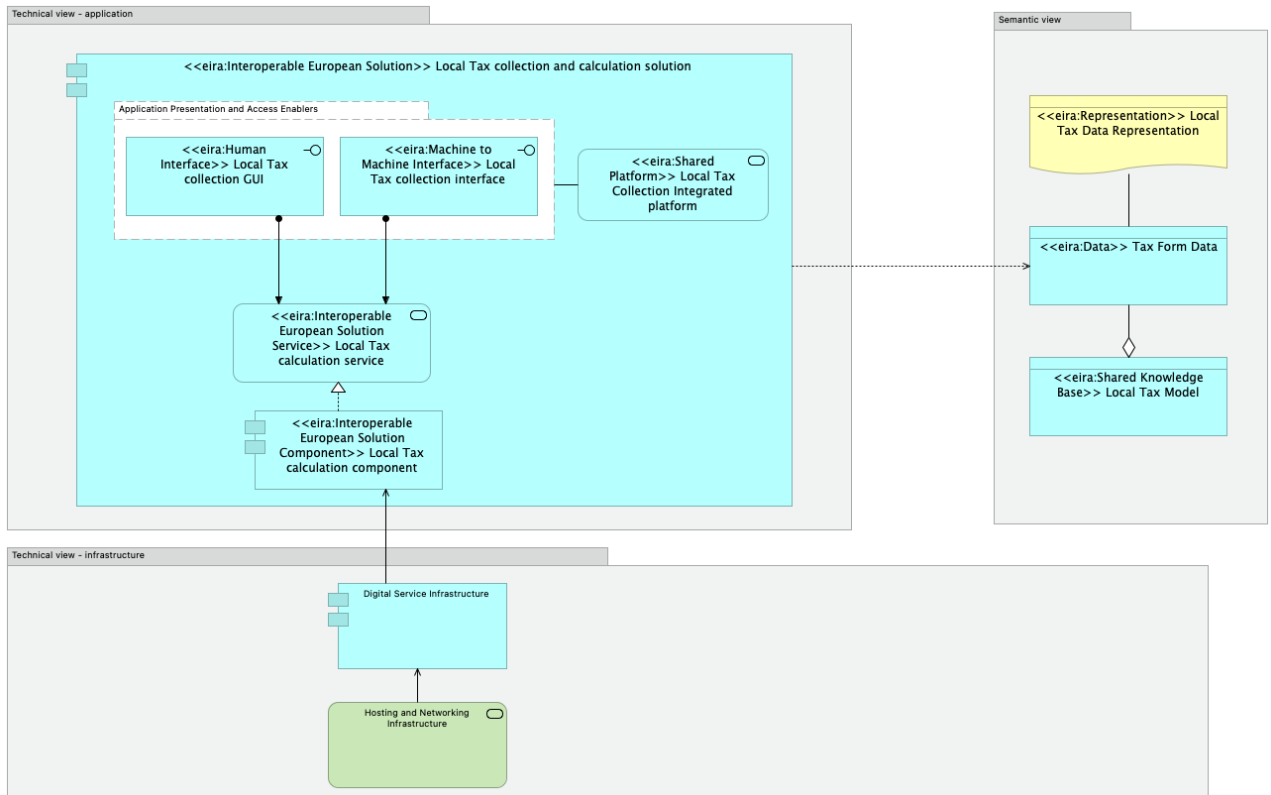 Technical view - application
<<eira:Interoperable European Solution>> Local Tax collection and calculation solution
Application Presentation and Access Enablers
<<eira:Human
Interface>> Local Tax
collection GUI
<<eira:Machine to
Machine Interface>> Local
Tax collection interface
<<eira:Shared
Platform>> Local Tax
Collection Integrated
platform
<<eira:Interoperable
European Solution
Service>> Local Tax
calculation service
<<eira:Interoperable
European Solution
Component>> Local Tax
calculation component
Semantic view
<<eira:Representation>> Local
Tax Data Representation
<<eira:Data>> Tax Form Data
<<eira:Shared Knowledge
Base>> Local Tax Model
Technical view - infrastructure
Digital Service Infrastructure
Hosting and Networking
Infrastructure